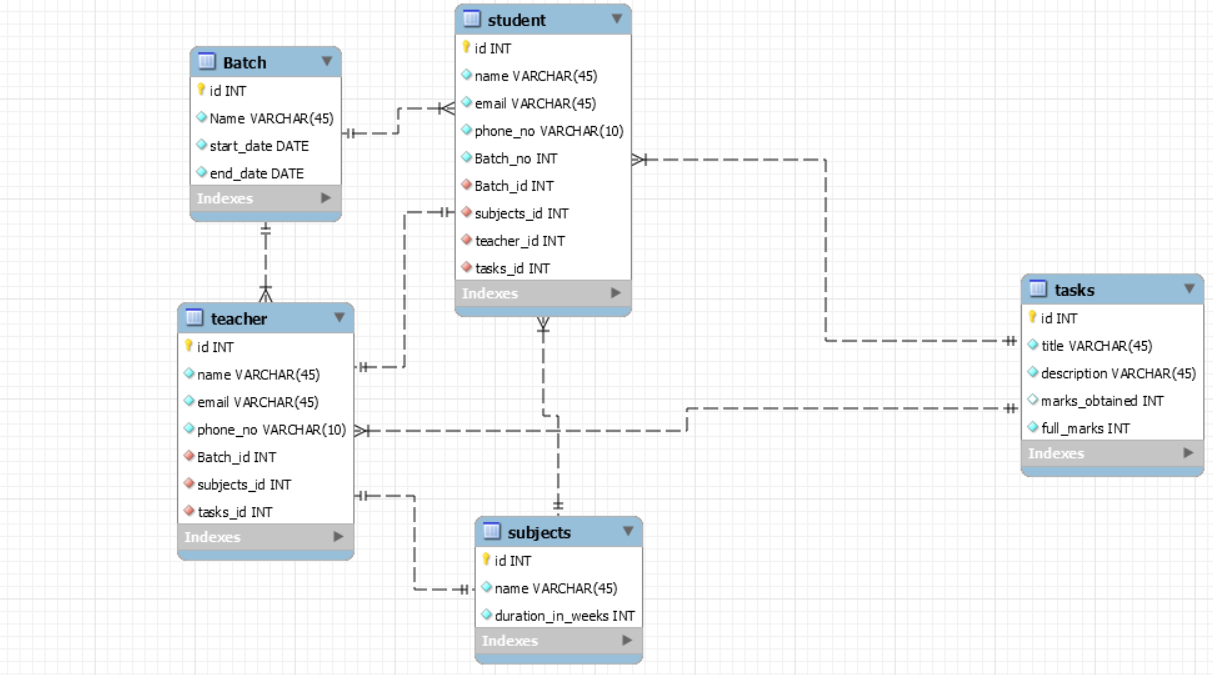 student
id INT
name VARCHAR(45)
email VARCHAR(45)
phone_no VARCHAR(10)
Batch_no INT
Batch_id INT
subjects_id INT
teacher_id INT
tasks_id INT
Indexes
Batch
id INT
Name VARCHAR(45)
start_date DATE
end_date DATE
Indexes
teacher
id INT
name VARCHAR(45)
email VARCHAR(45)
phone_no VARCHAR(10)
Batch_id INT
subjects_id INT
tasks_id INT
Indexes
tasks
id INT
title VARCHAR(45)
description VARCHAR(45)
marks_obtained INT
full_marks INT
Indexes
subjects
id INT
name VARCHAR(45)
duration_in_weeks INT
Indexes